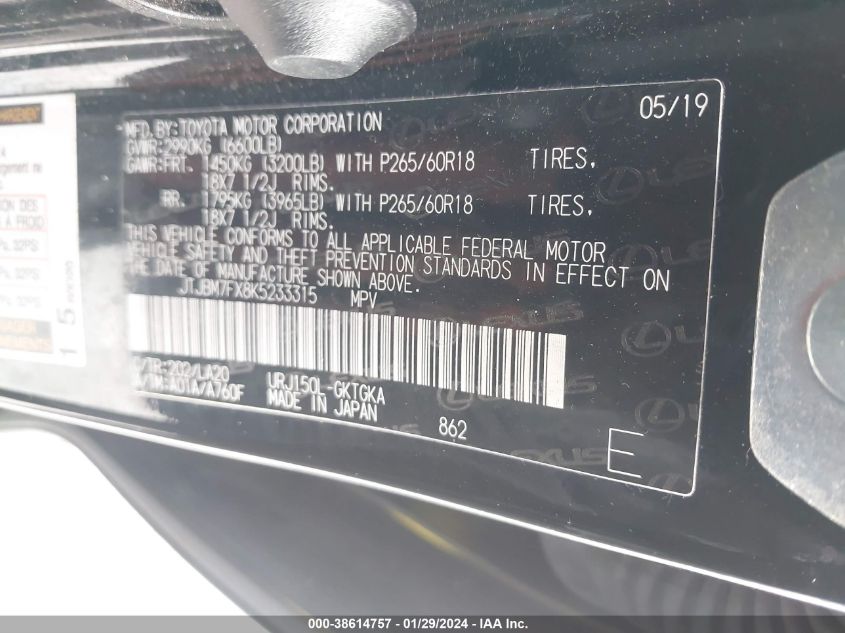 05/19
MFD.BY:TOYOTA MOTOR CORPORATION
GVWR:2990KG (6600LB)
GAWR:FRT. 1450KG (3200LB) WITH P265/60R18 TIRES,
18X7 1/2J RIMS.
RR. 1795KG (3965LB) WITH P265/60R18 TIRES,
18X7 1/2J RIMS.
THIS VEHICLE CONFORMS TO ALL APPLICABLE FEDERAL MOTOR
VEHICLE SAFETY AND THEFT PREVENTION STANDARDS IN EFFECT ON
THE DATE OF MANUFACTURE SHOWN ABOVE.
JTJBM7FX8K5233315 MPV
C/TR:202/LA20
A/TM-A01A/A760F
URJ150L-GKTGKA
MADE IN JAPAN
862
E
LEXUS
000-38614757 - 01/29/2024 - IAA Inc.